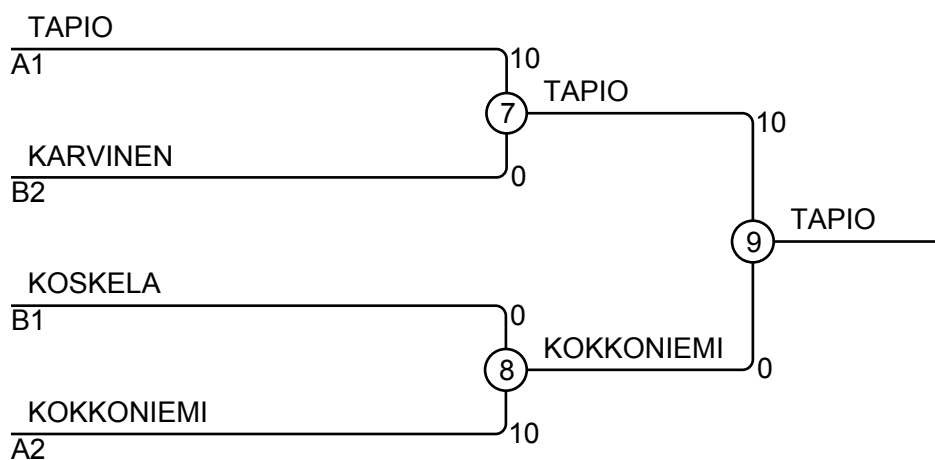 TAPIO
A1
10
7
TAPIO
10
KARVINEN
B2
0
9
TAPIO
KOSKELA
B1
0
8
KOKKONIEMI
0
KOKKONIEMI
A2
10